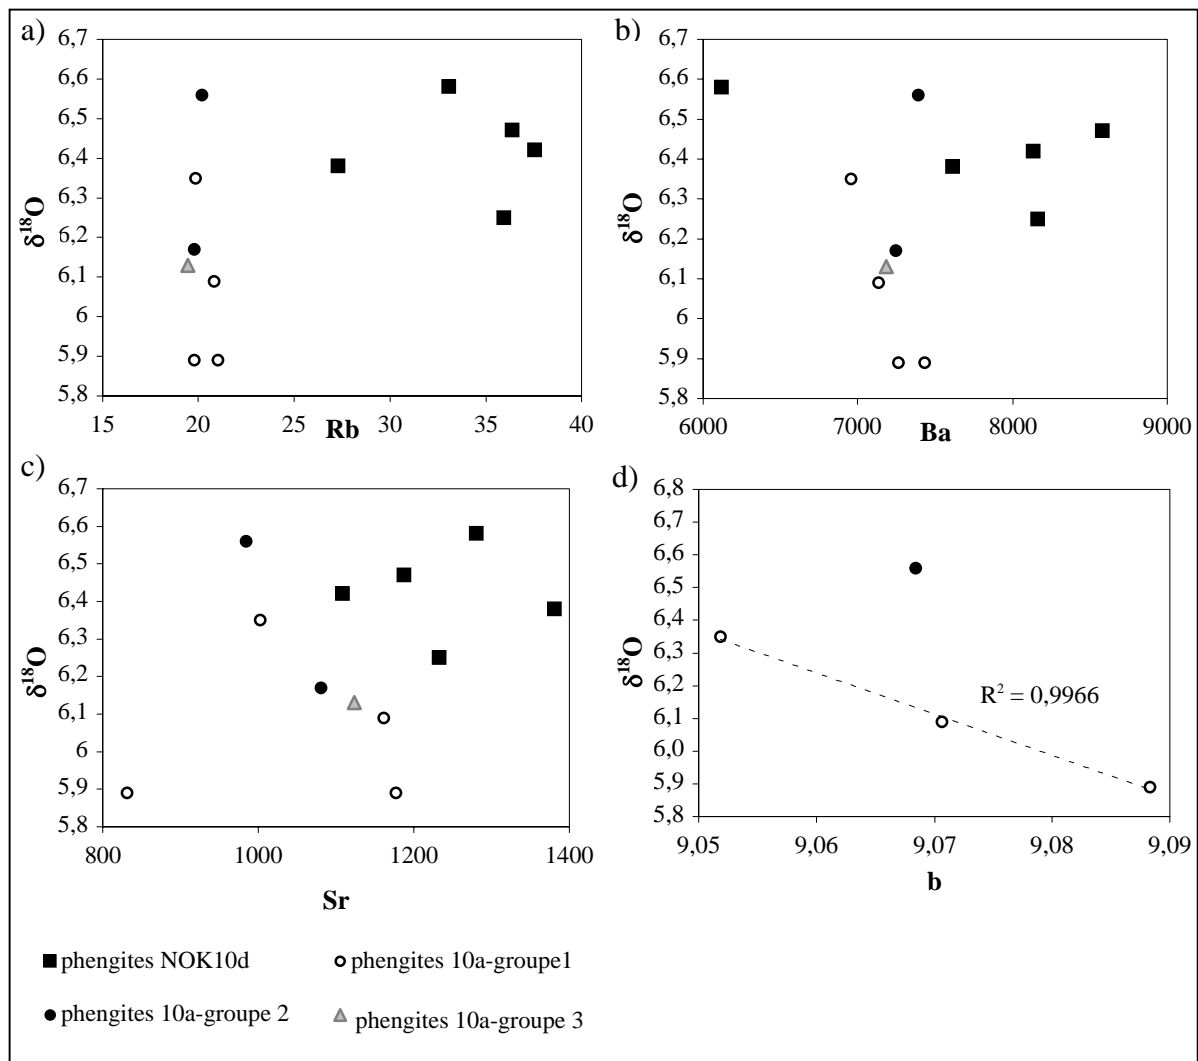 a)
6,7
6,6
6,5
6,4
6,3
6,2
6,1
6
5,9
5,8
δ18O
15 20 25 30 35 40
Rb
b)
6,7
6,6
6,5
6,4
6,3
6,2
6,1
6
5,9
5,8
δ18O
6000 7000 8000 9000
Ba
c)
6,7
6,6
6,5
6,4
6,3
6,2
6,1
6
5,9
5,8
δ18O
800 1000 1200 1400
Sr
d)
6,8
6,7
6,6
6,5
6,4
6,3
6,2
6,1
6,0
5,9
5,8
δ18O
R2 = 0,9966
9,05 9,06 9,07 9,08 9,09
b
phengites NOK10d
phengites 10a-groupe1
phengites 10a-groupe 2
phengites 10a-groupe 3